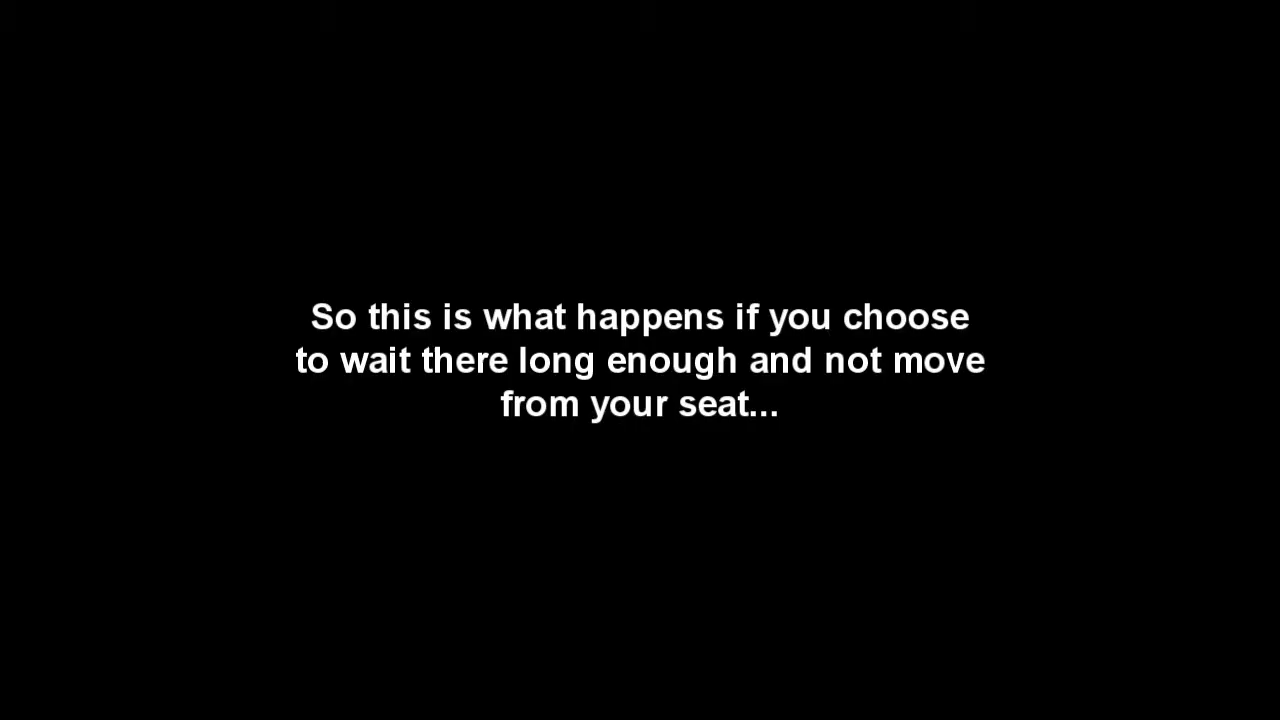 So this is what happens if you choose
to wait there long enough and not move
from your seat...